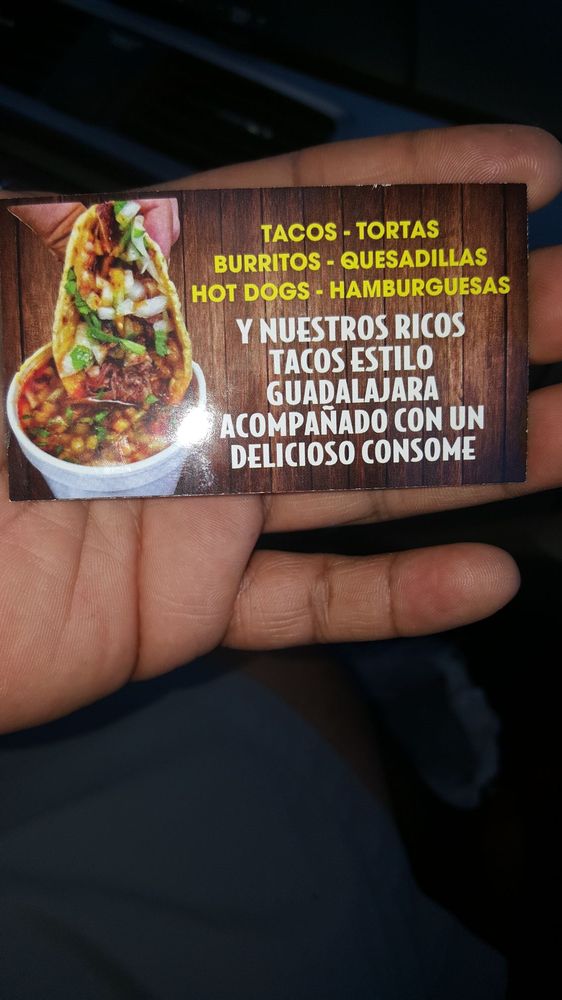 TACOS - TORTAS
BURRITOS - QUESADILLAS
HOT DOGS - HAMBURGUESAS
Y NUESTROS RICOS
TACOS ESTILO
GUADALAJARA
ACOMPAÑADO CON UN
DELICIOSO CONSOME